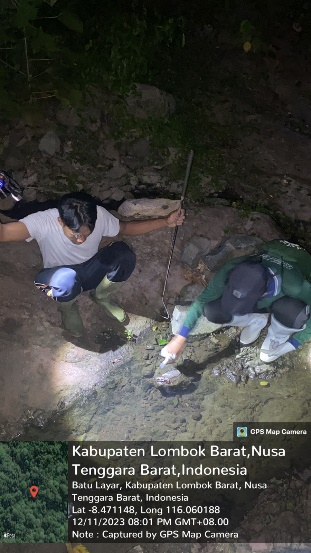 GPS Map Camera
Kabupaten Lombok Barat,Nusa
Tenggara Barat,Indonesia
Batu Layar, Kabupaten Lombok Barat, Nusa
Tenggara Barat, Indonesia
Lat -8.471148, Long 116.060188
12/11/2023 08:01 PM GMT+08.00
Note : Captured by GPS Map Camera